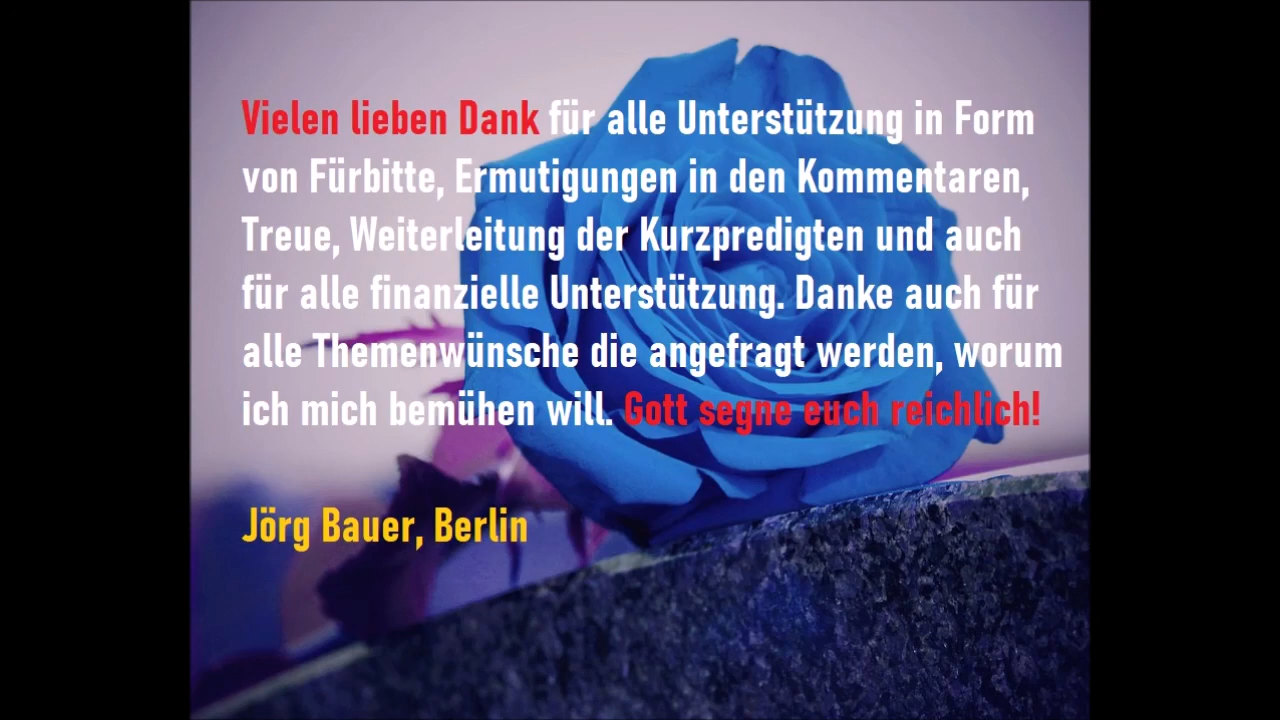 Vielen lieben Dank für alle Unterstützung in Form
von Fürbitte, Ermutigungen in den Kommentaren,
Treue, Weiterleitung der Kurzpredigten und auch
für alle finanzielle Unterstützung. Danke auch für
alle Themenwünsche die angefragt werden, worum
ich mich bemühen will. Gott segne euch reichlich!
Jörg Bauer, Berlin